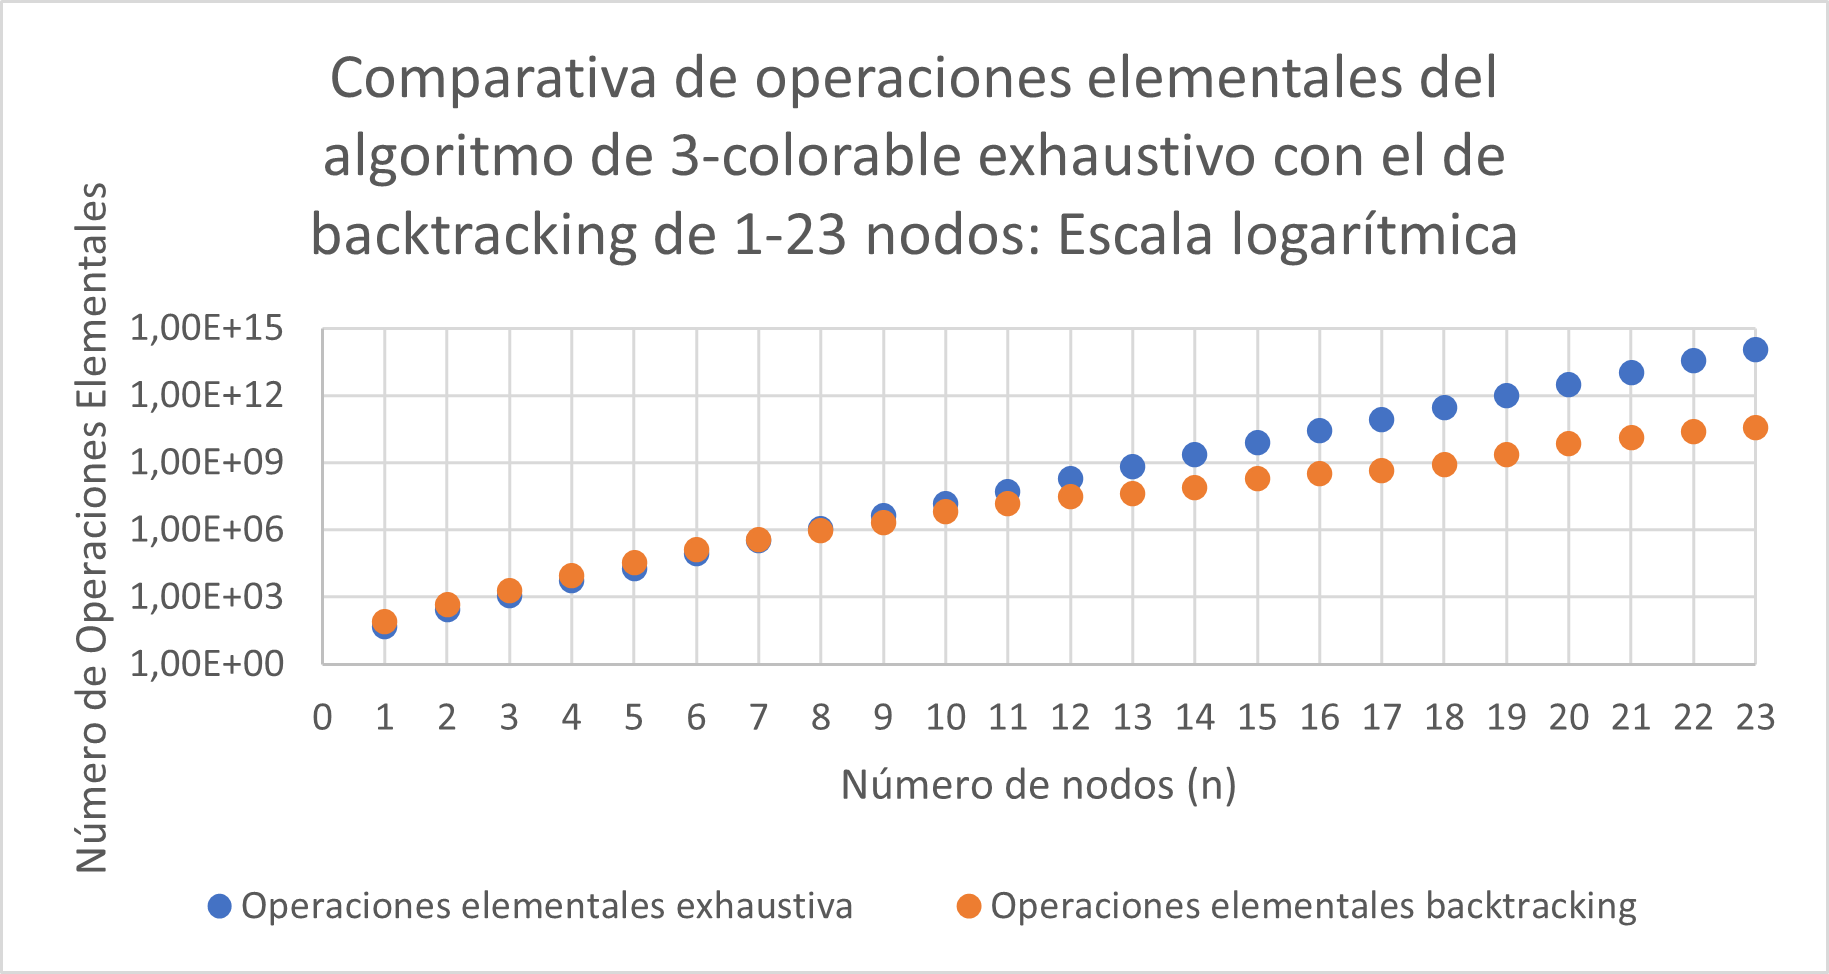 Comparativa de operaciones elementales del
algoritmo de 3-colorable exhaustivo con el de
backtracking de 1-23 nodos: Escala logarítmica
Número de Operaciones Elementales
1,00E+15
1,00E+12
1,00E+09
1,00E+06
1,00E+03
1,00E+00
0 1 2 3 4 5 6 7 8 9 10 11 12 13 14 15 16 17 18 19 20 21 22 23
Número de nodos (n)
Operaciones elementales exhaustiva
Operaciones elementales backtracking